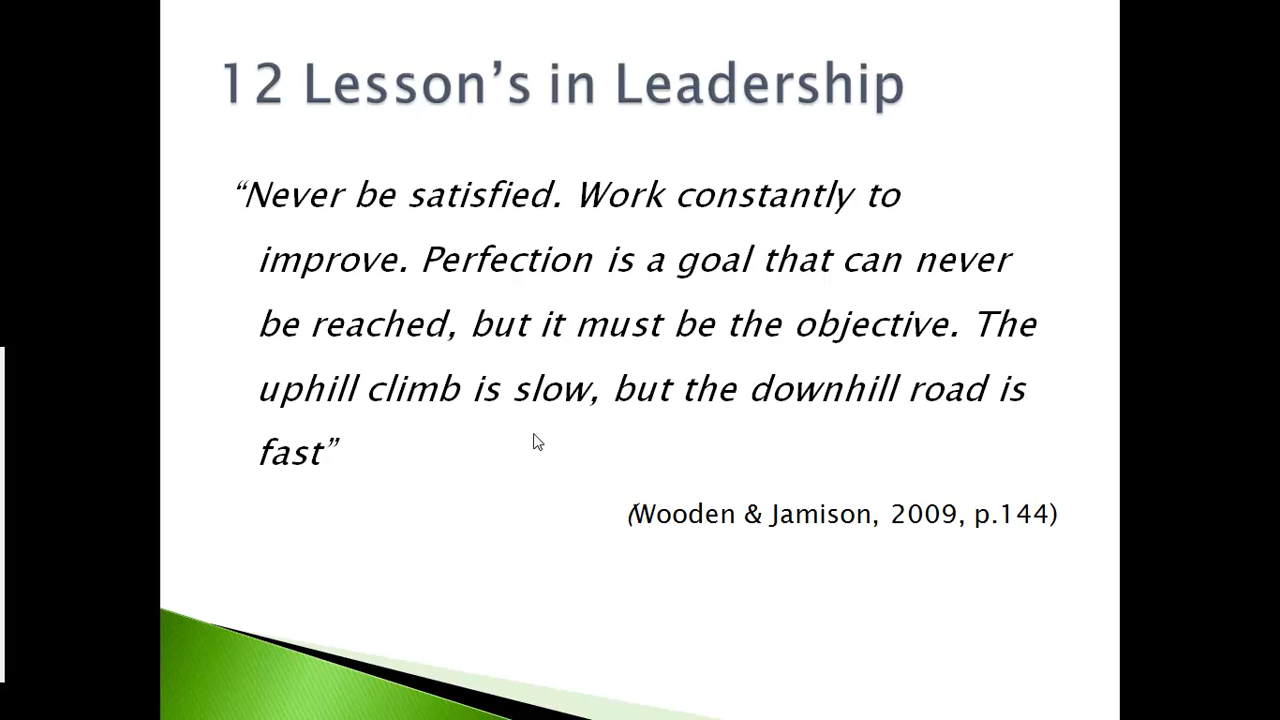 12 Lesson’s in Leadership
“Never be satisfied. Work constantly to
improve. Perfection is a goal that can never
be reached, but it must be the objective. The
uphill climb is slow, but the downhill road is
fast”
(Wooden & Jamison, 2009, p.144)